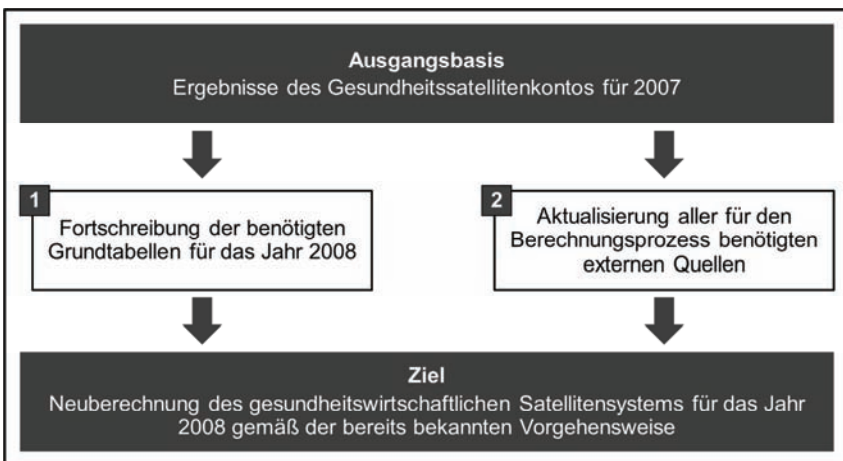 Ausgangsbasis
Ergebnisse des Gesundheitssatellitenkontos für 2007
1
Fortschreibung der benötigten
Grundtabellen für das Jahr 2008
2
Aktualisierung aller für den
Berechnungsprozess benötigten
externen Quellen
Ziel
Neuberechnung des gesundheitswirtschaftlichen Satellitensystems für das Jahr
2008 gemäß der bereits bekannten Vorgehensweise